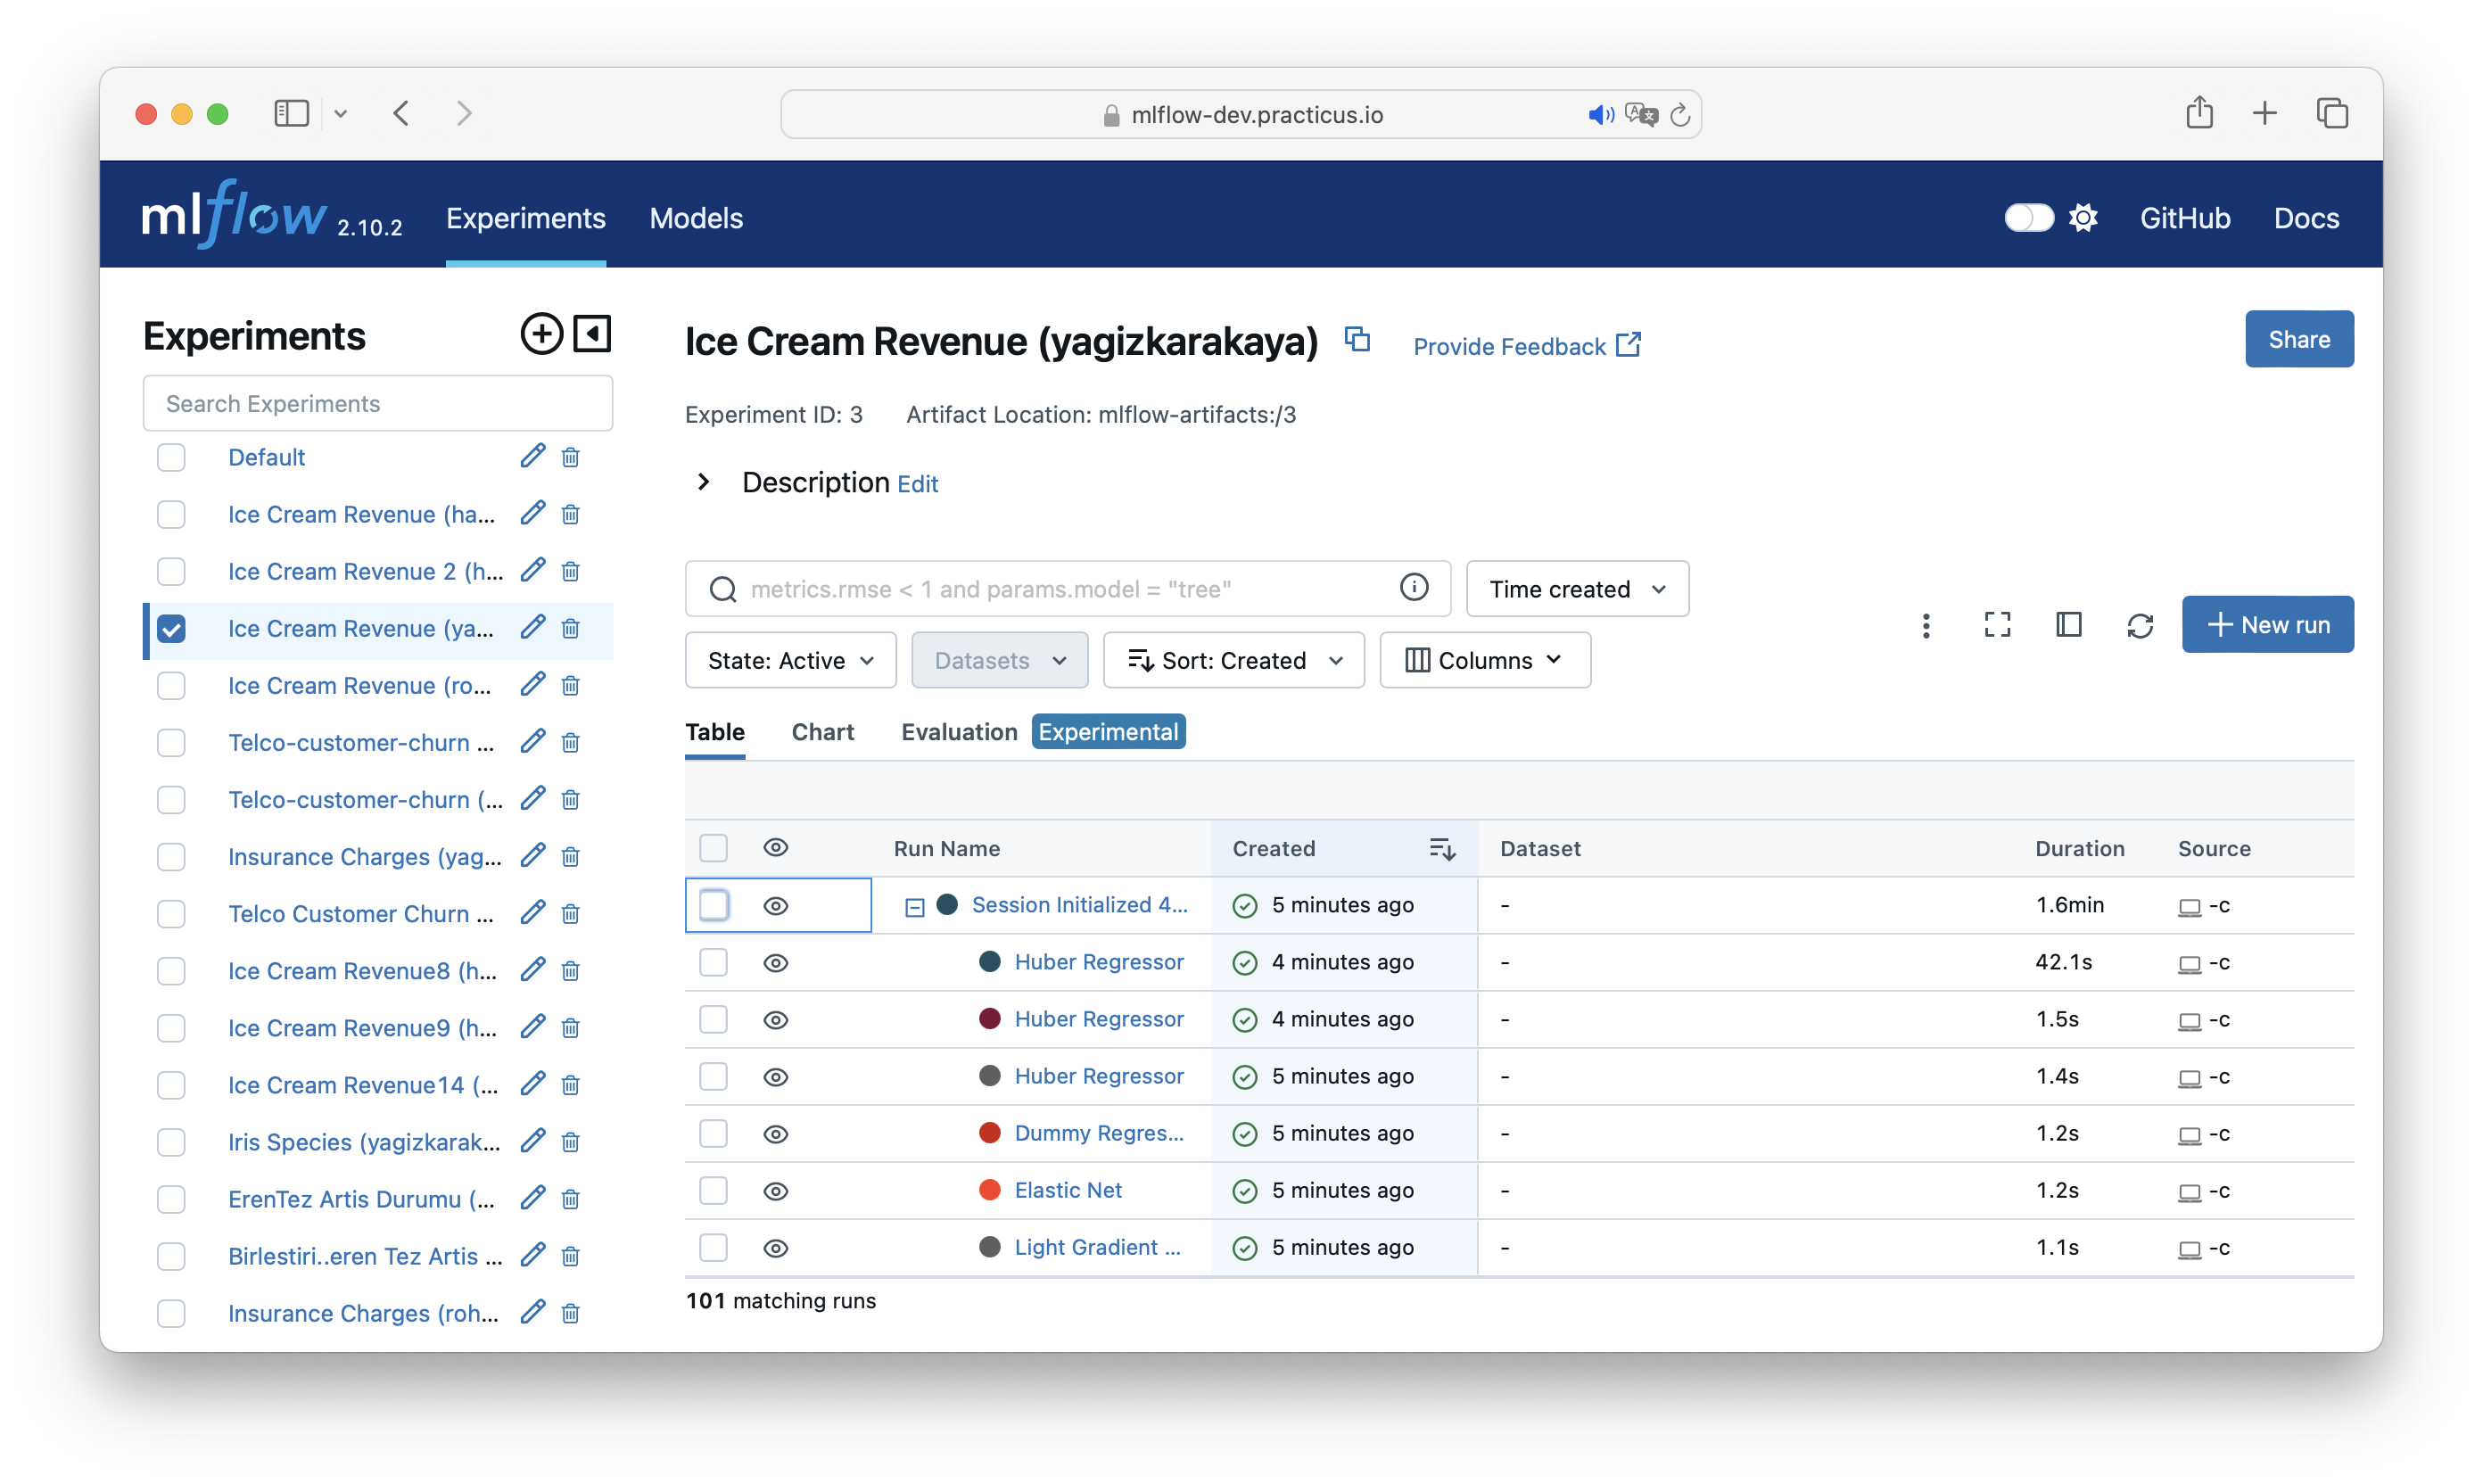 mlflow-dev.practicus.io
mlflow 2.10.2 Experiments Models GitHub Docs
Experiments
Search Experiments
Default
Ice Cream Revenue (ha...
Ice Cream Revenue 2 (h...
Ice Cream Revenue (ya...
Ice Cream Revenue (ro...
Telco-customer-churn ...
Telco-customer-churn (...
Insurance Charges (yag...
Telco Customer Churn ...
Ice Cream Revenue8 (h...
Ice Cream Revenue9 (h...
Ice Cream Revenue14 (...
Iris Species (yagizkarak...
ErenTez Artis Durumu (...
Birlestiri..eren Tez Artis ...
Insurance Charges (roh...
Ice Cream Revenue (yagizkarakaya) Provide Feedback Share
Experiment ID: 3 Artifact Location: mlflow-artifacts:/3
Description Edit
metrics.rmse < 1 and params.model = "tree" Time created
State: Active Datasets Sort: Created Columns
New run
Table Chart Evaluation Experimental
Run Name Created Dataset Duration Source
Session Initialized 4... 5 minutes ago - 1.6min -c
Huber Regressor 4 minutes ago - 42.1s -c
Huber Regressor 4 minutes ago - 1.5s -c
Huber Regressor 5 minutes ago - 1.4s -c
Dummy Regres... 5 minutes ago - 1.2s -c
Elastic Net 5 minutes ago - 1.2s -c
Light Gradient ... 5 minutes ago - 1.1s -c
101 matching runs